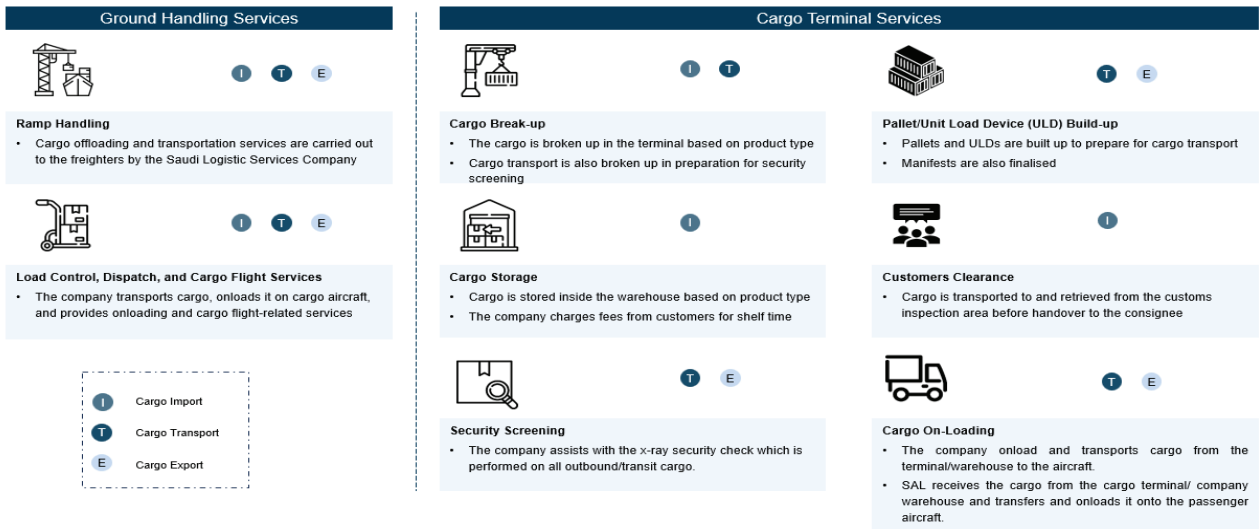 Ground Handling Services
I T E
Ramp Handling
• Cargo offloading and transportation services are carried out
to the freighters by the Saudi Logistic Services Company
I T E
Load Control, Dispatch, and Cargo Flight Services
• The company transports cargo, onloads it on cargo aircraft,
and provides onloading and cargo flight-related services
I Cargo Import
T Cargo Transport
E Cargo Export
Cargo Terminal Services
I T
Cargo Break-up
• The cargo is broken up in the terminal based on product type
• Cargo transport is also broken up in preparation for security
screening
T E
Pallet/Unit Load Device (ULD) Build-up
• Pallets and ULDs are built up to prepare for cargo transport
• Manifests are also finalised
I
Cargo Storage
• Cargo is stored inside the warehouse based on product type
• The company charges fees from customers for shelf time
I
Customers Clearance
• Cargo is transported to and retrieved from the customs
inspection area before handover to the consignee
T E
Security Screening
• The company assists with the x-ray security check which is
performed on all outbound/transit cargo.
T E
Cargo On-Loading
• The company onload and transports cargo from the
terminal/warehouse to the aircraft.
• SAL receives the cargo from the cargo terminal/ company
warehouse and transfers and onloads it onto the passenger
aircraft.